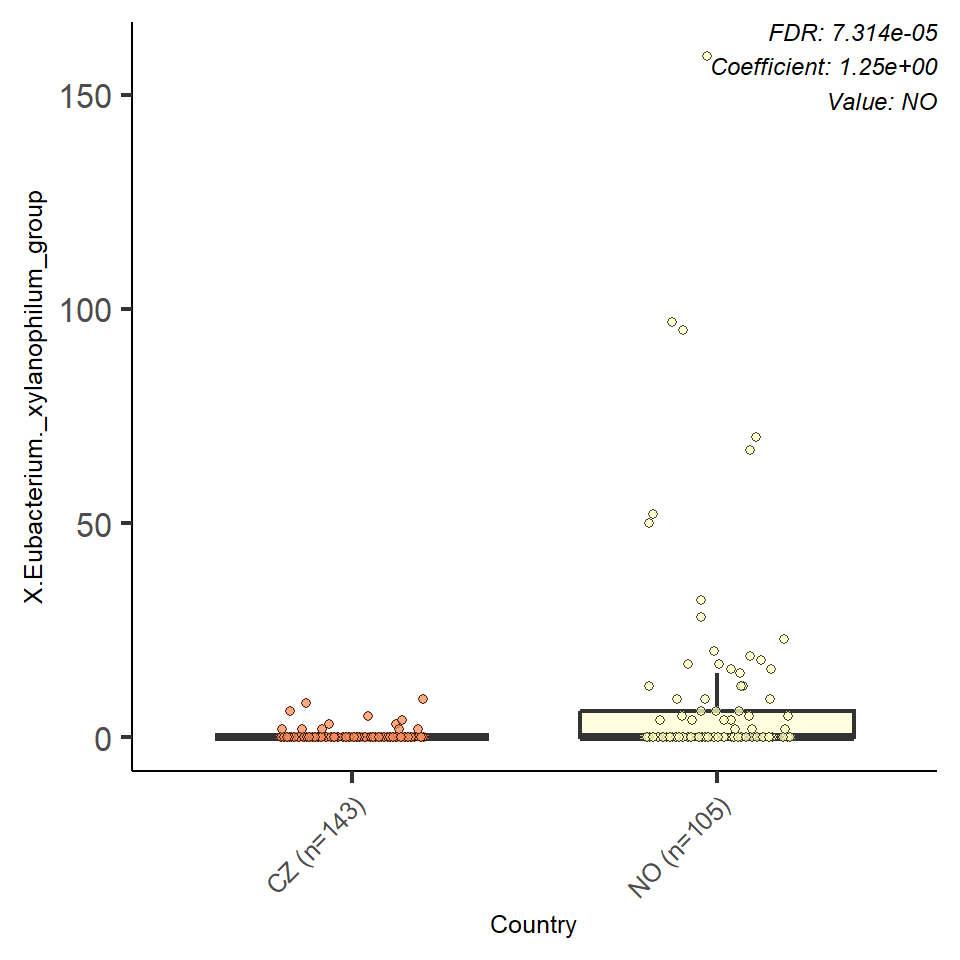 FDR: 7.314e-05
Coefficient: 1.25e+00
Value: NO
150
100
50
0
X.Eubacterium._xylanophilum_group
CZ (n=143)
NO (n=105)
Country